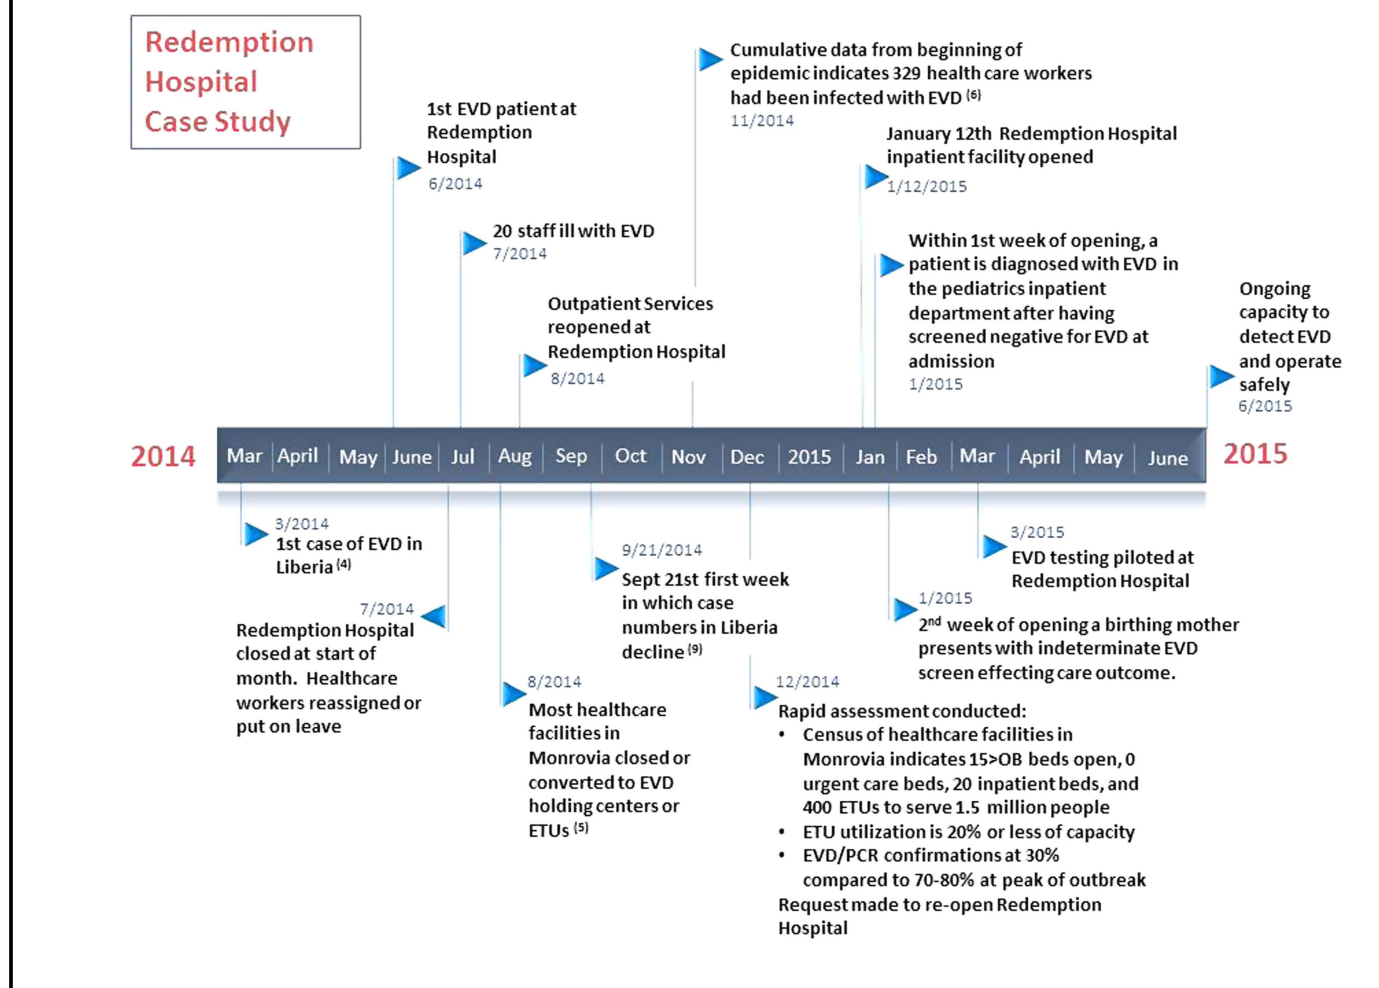 Redemption
Hospital
Case Study
1st EVD patient at
Redemption
Hospital
6/2014
20 staff ill with EVD
7/2014
Outpatient Services
reopened at
Redemption Hospital
8/2014
Cumulative data from beginning of
epidemic indicates 329 health care workers
had been infected with EVD (6)
11/2014
January 12th Redemption Hospital
inpatient facility opened
1/12/2015
Within 1st week of opening, a
patient is diagnosed with EVD in
the pediatrics inpatient
department after having
screened negative for EVD at
admission
1/2015
Ongoing
capacity to
detect EVD
and operate
safely
6/2015
2014 Mar April May June Jul Aug Sep Oct Nov Dec 2015 Jan Feb Mar April May June 2015
3/2014
1st case of EVD in
Liberia (4)
7/2014
Redemption Hospital
closed at start of
month. Healthcare
workers reassigned or
put on leave
8/2014
Most healthcare
facilities in
Monrovia closed or
converted to EVD
holding centers or
ETUs (5)
9/21/2014
Sept 21st first week
in which case
numbers in Liberia
decline (9)
12/2014
Rapid assessment conducted:
• Census of healthcare facilities in
Monrovia indicates 15>OB beds open, 0
urgent care beds, 20 inpatient beds, and
400 ETUs to serve 1.5 million people
• ETU utilization is 20% or less of capacity
• EVD/PCR confirmations at 30%
compared to 70-80% at peak of outbreak
Request made to re-open Redemption
Hospital
1/2015
2nd week of opening a birthing mother
presents with indeterminate EVD
screen effecting care outcome.
3/2015
EVD testing piloted at
Redemption Hospital